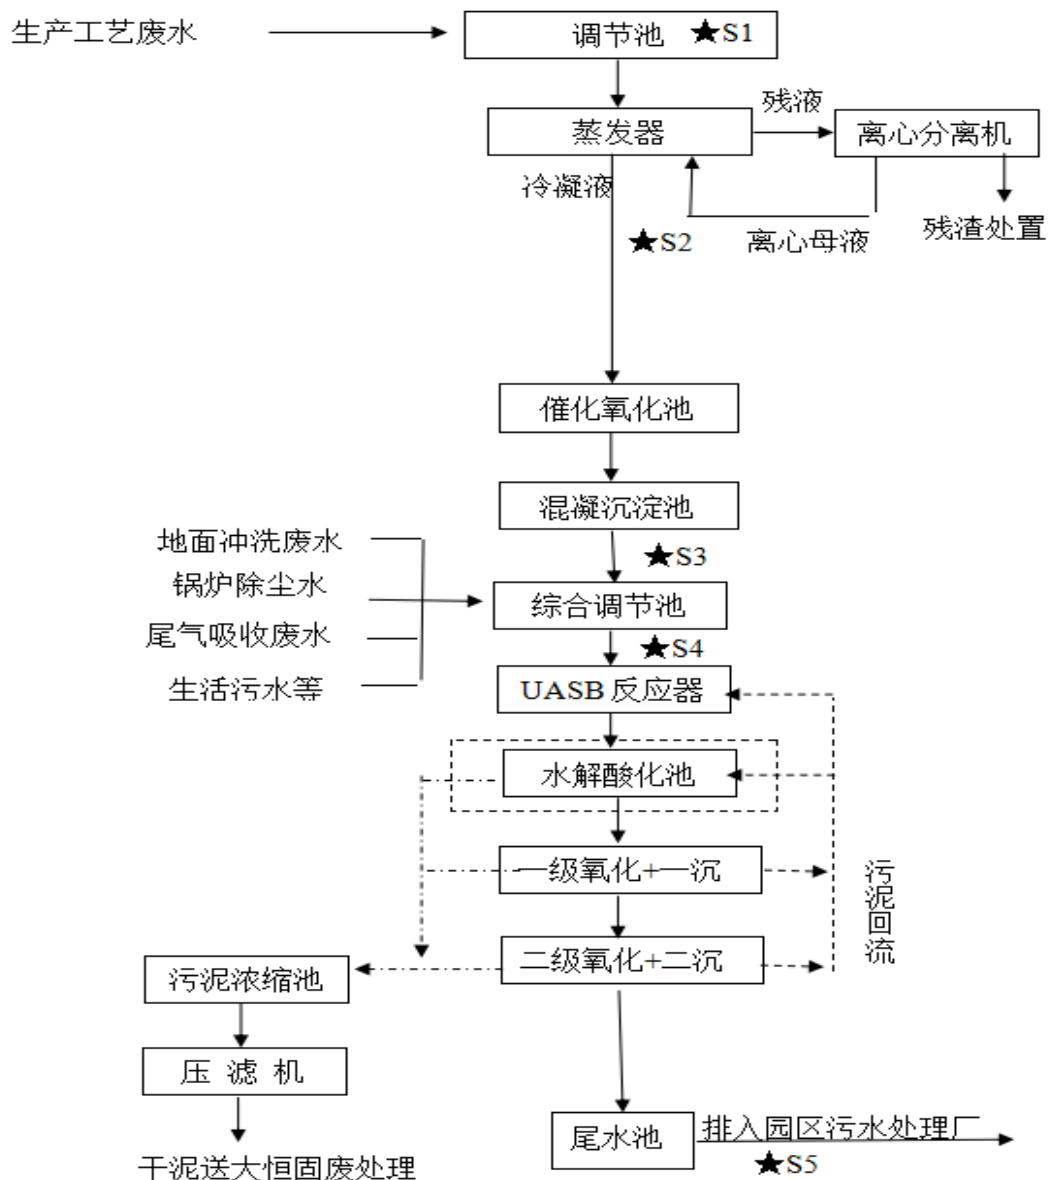 生产工艺废水
调节池 ★S1
残液
蒸发器
离心分离机
冷凝液
★S2
离心母液
残渣处置
催化氧化池
混凝沉淀池
地面冲洗废水
★S3
锅炉除尘水
综合调节池
尾气吸收废水
★S4
生活污水等
UASB反应器
水解酸化池
一级氧化+一沉
污泥回流
二级氧化+二沉
污泥浓缩池
压滤机
尾水池
排入园区污水处理厂
★S5
干泥送大恒固废处理